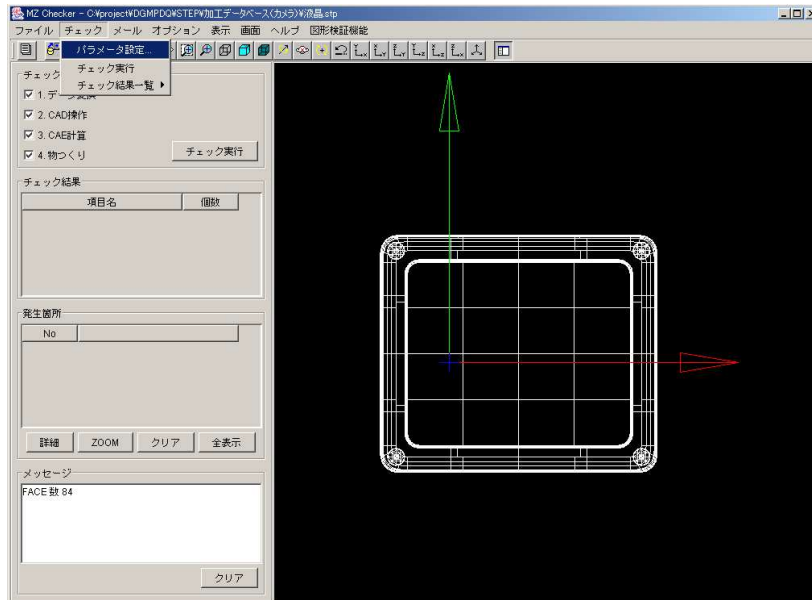 MZ Checker - C:¥project¥DGMPDQ¥STEP¥加工データベース(カメラ)¥液晶.stp
ファイル チェック メール オプション 表示 画面 ヘルプ 図形検証機能
パラメータ設定...
チェック実行
チェック結果一覧
チェック
1. データ変換
2. CAD操作
3. CAE計算
4. 物つくり
チェック実行
チェック結果
項目名 個数
発生箇所
No
詳細 ZOOM クリア 全表示
メッセージ
FACE 数 84
クリア